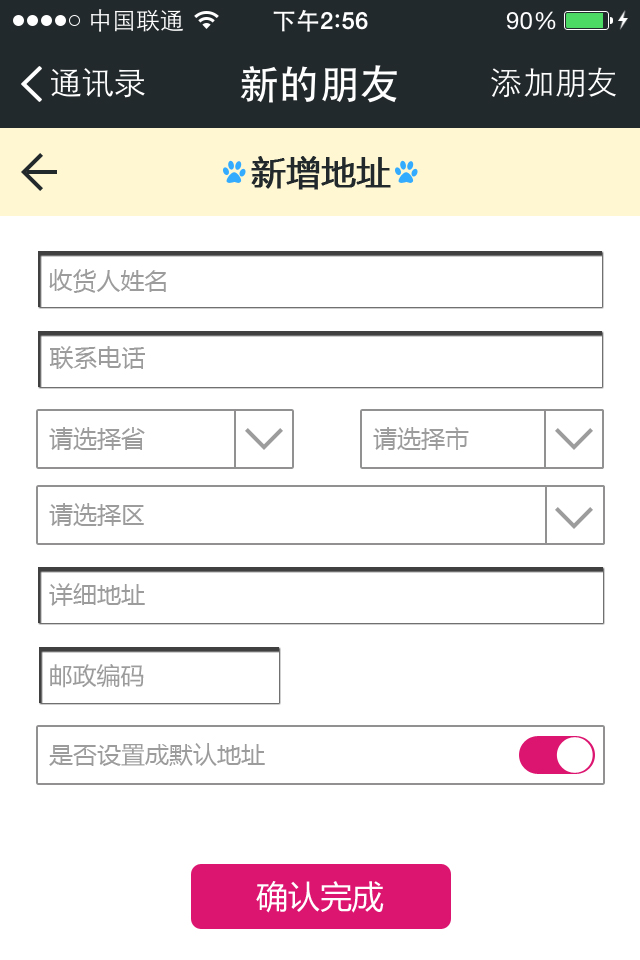 中国联通 下午2:56 90%
通讯录 新的朋友 添加朋友
新增地址
收货人姓名
联系电话
请选择省 请选择市
请选择区
详细地址
邮政编码
是否设置成默认地址
确认完成